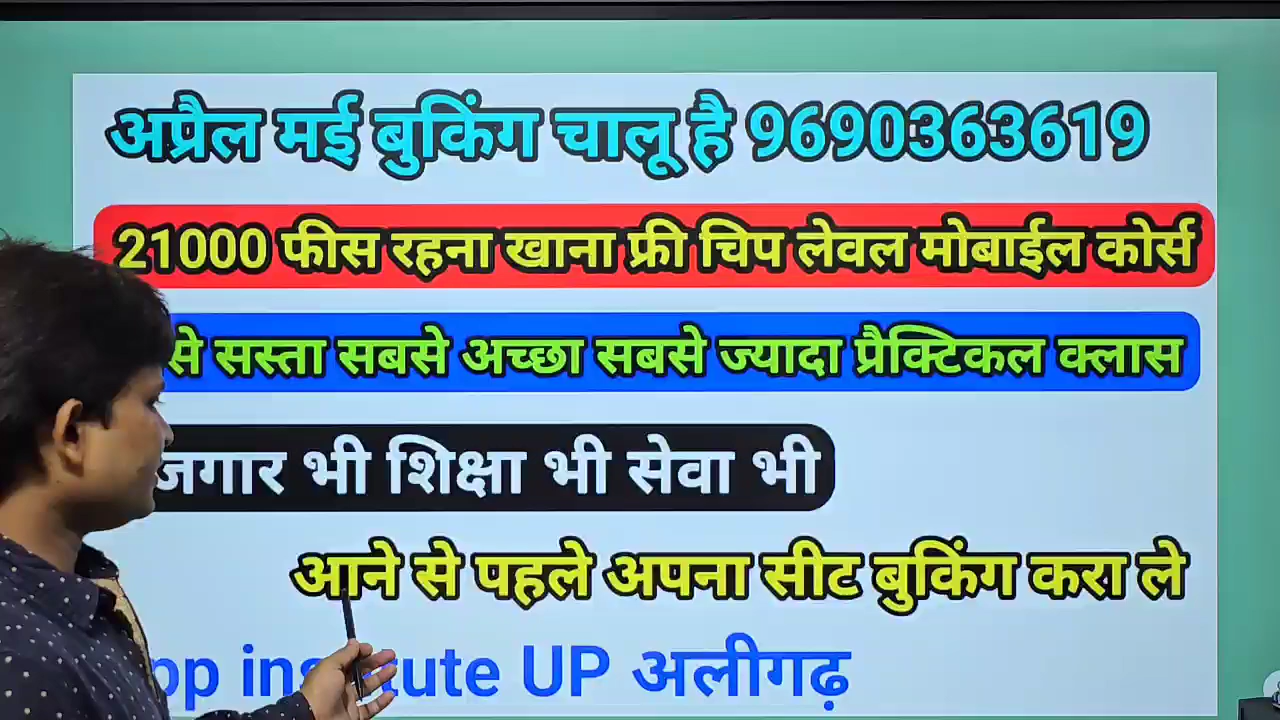 अप्रैल मई बुकिंग चालू है 9690363619
21000 फीस रहना खाना फ्री चिप लेवल मोबाईल कोर्स
सस्ता सबसे अच्छा सबसे ज्यादा प्रैक्टिकल क्लास
भी शिक्षा भी सेवा भी
आने से पहले अपना सीट बुकिंग करा ले
UP अलीगढ़